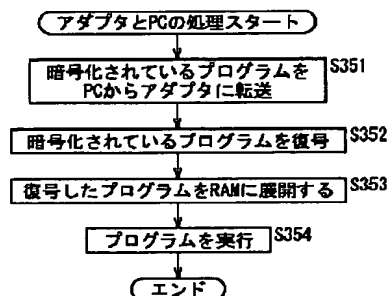 アダプタとPCの処理スタート
暗号化されているプログラムを
PCからアダプタに転送
S351
暗号化されているプログラムを復号
S352
復号したプログラムをRAMに展開する
S353
プログラムを実行
S354
エンド